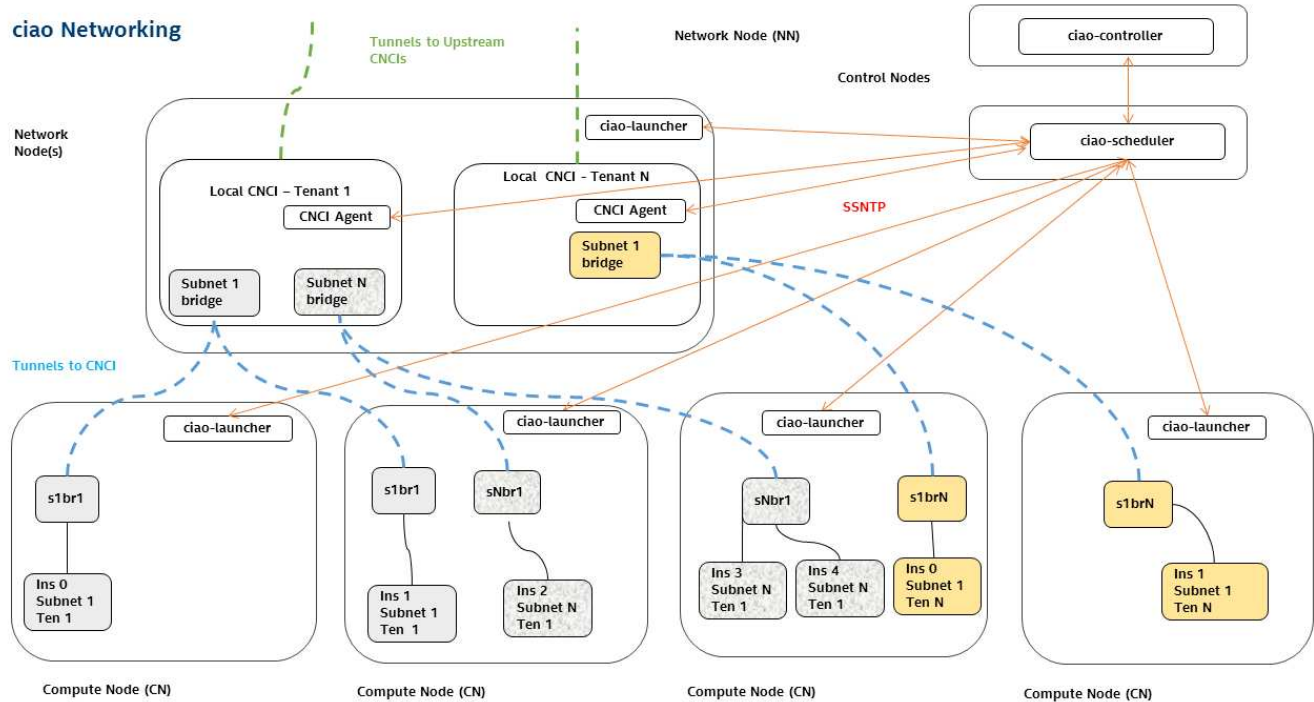 ciao Networking
Tunnels to Upstream
CNCIs
Network Node (NN)
ciao-controller
Control Nodes
Network
Node(s)
ciao-launcher
ciao-scheduler
Local CNCI – Tenant 1
CNCI Agent
Local CNCI - Tenant N
CNCI Agent
SSNTP
Subnet 1
bridge
Subnet N
bridge
Subnet 1
bridge
Tunnels to CNCI
ciao-launcher
s1br1
Ins 0
Subnet 1
Ten 1
Compute Node (CN)
ciao-launcher
s1br1
sNbr1
Ins 1
Subnet 1
Ten 1
Ins 2
Subnet N
Ten 1
Compute Node (CN)
ciao-launcher
sNbr1
s1brN
Ins 3
Subnet N
Ten 1
Ins 4
Subnet N
Ten 1
Ins 0
Subnet 1
Ten N
Compute Node (CN)
ciao-launcher
s1brN
Ins 1
Subnet 1
Ten N
Compute Node (CN)